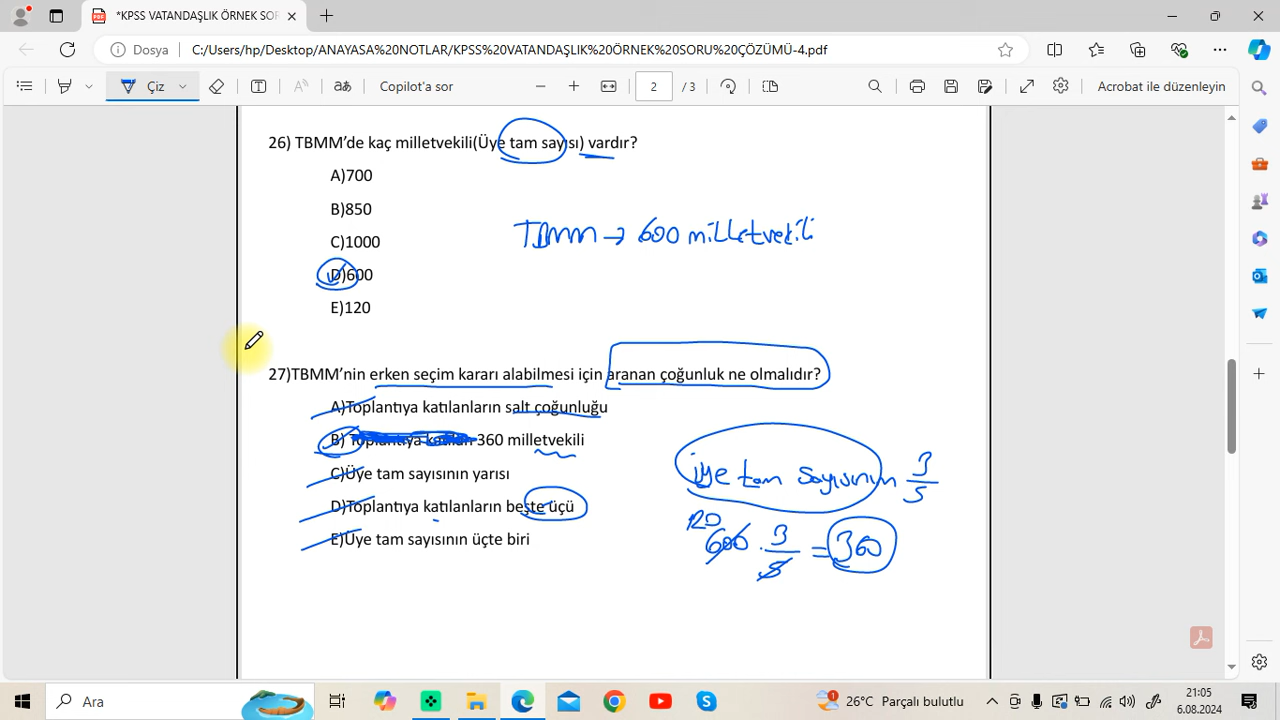 *KPSS VATANDAŞLIK ÖRNEK SOR
Dosya C:/Users/hp/Desktop/ANAYASA%20NOTLAR/KPSS%20VATANDAŞLIK%20ÖRNEK%20SORU%20ÇÖZÜMÜ-4.pdf
Çiz Copilot'a sor 2 / 3 Acrobat ile düzenleyin
26) TBMM'de kaç milletvekili(Üye tam sayısı) vardır?
A)700
B)850
C)1000
D)600
E)120
TBMM → 600 milletvekili
27)TBMM'nin erken seçim kararı alabilmesi için aranan çoğunluk ne olmalıdır?
A)Toplantıya katılanların salt çoğunluğu
B) Toplantıya katılan 360 milletvekili
C)Üye tam sayısının yarısı
D)Toplantıya katılanların beşte üçü
E)Üye tam sayısının üçte biri
üye tam sayısının 3/5
120
600 . 3/5 = 360
Ara
26°C Parçalı bulutlu
21:05
6.08.2024